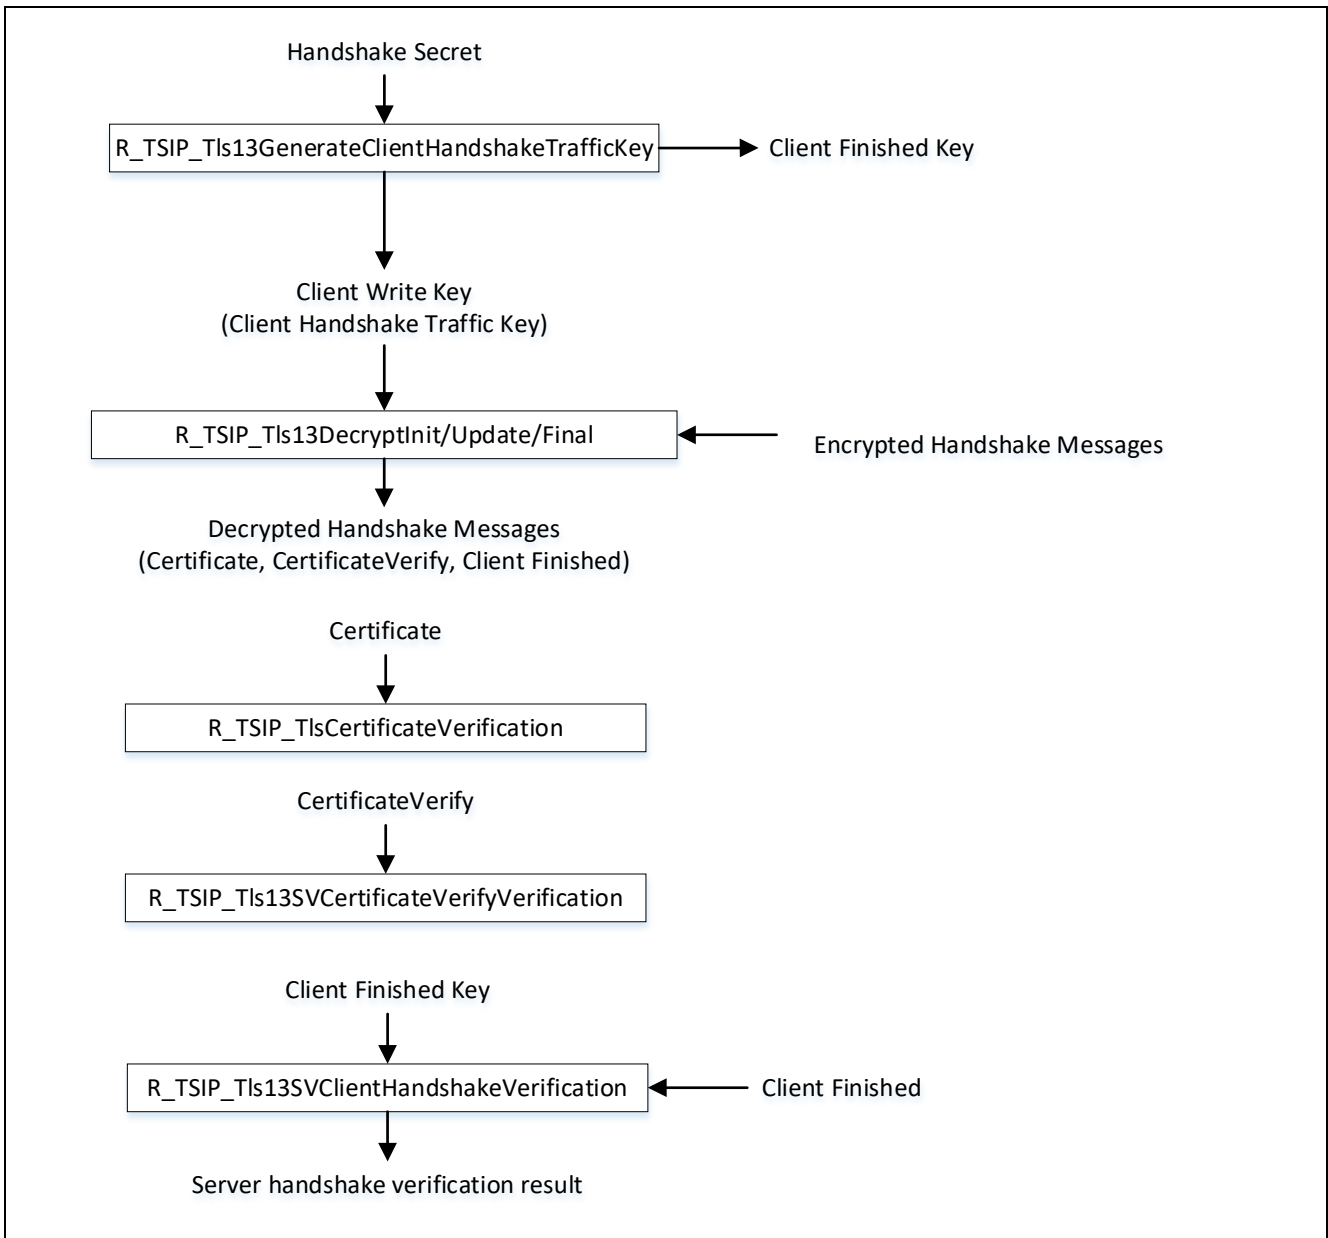 Handshake Secret
R_TSIP_Tls13GenerateClientHandshakeTrafficKey
Client Finished Key
Client Write Key
(Client Handshake Traffic Key)
R_TSIP_Tls13DecryptInit/Update/Final
Encrypted Handshake Messages
Decrypted Handshake Messages
(Certificate, CertificateVerify, Client Finished)
Certificate
R_TSIP_TlsCertificateVerification
CertificateVerify
R_TSIP_Tls13SVCertificateVerifyVerification
Client Finished Key
R_TSIP_Tls13SVClientHandshakeVerification
Client Finished
Server handshake verification result